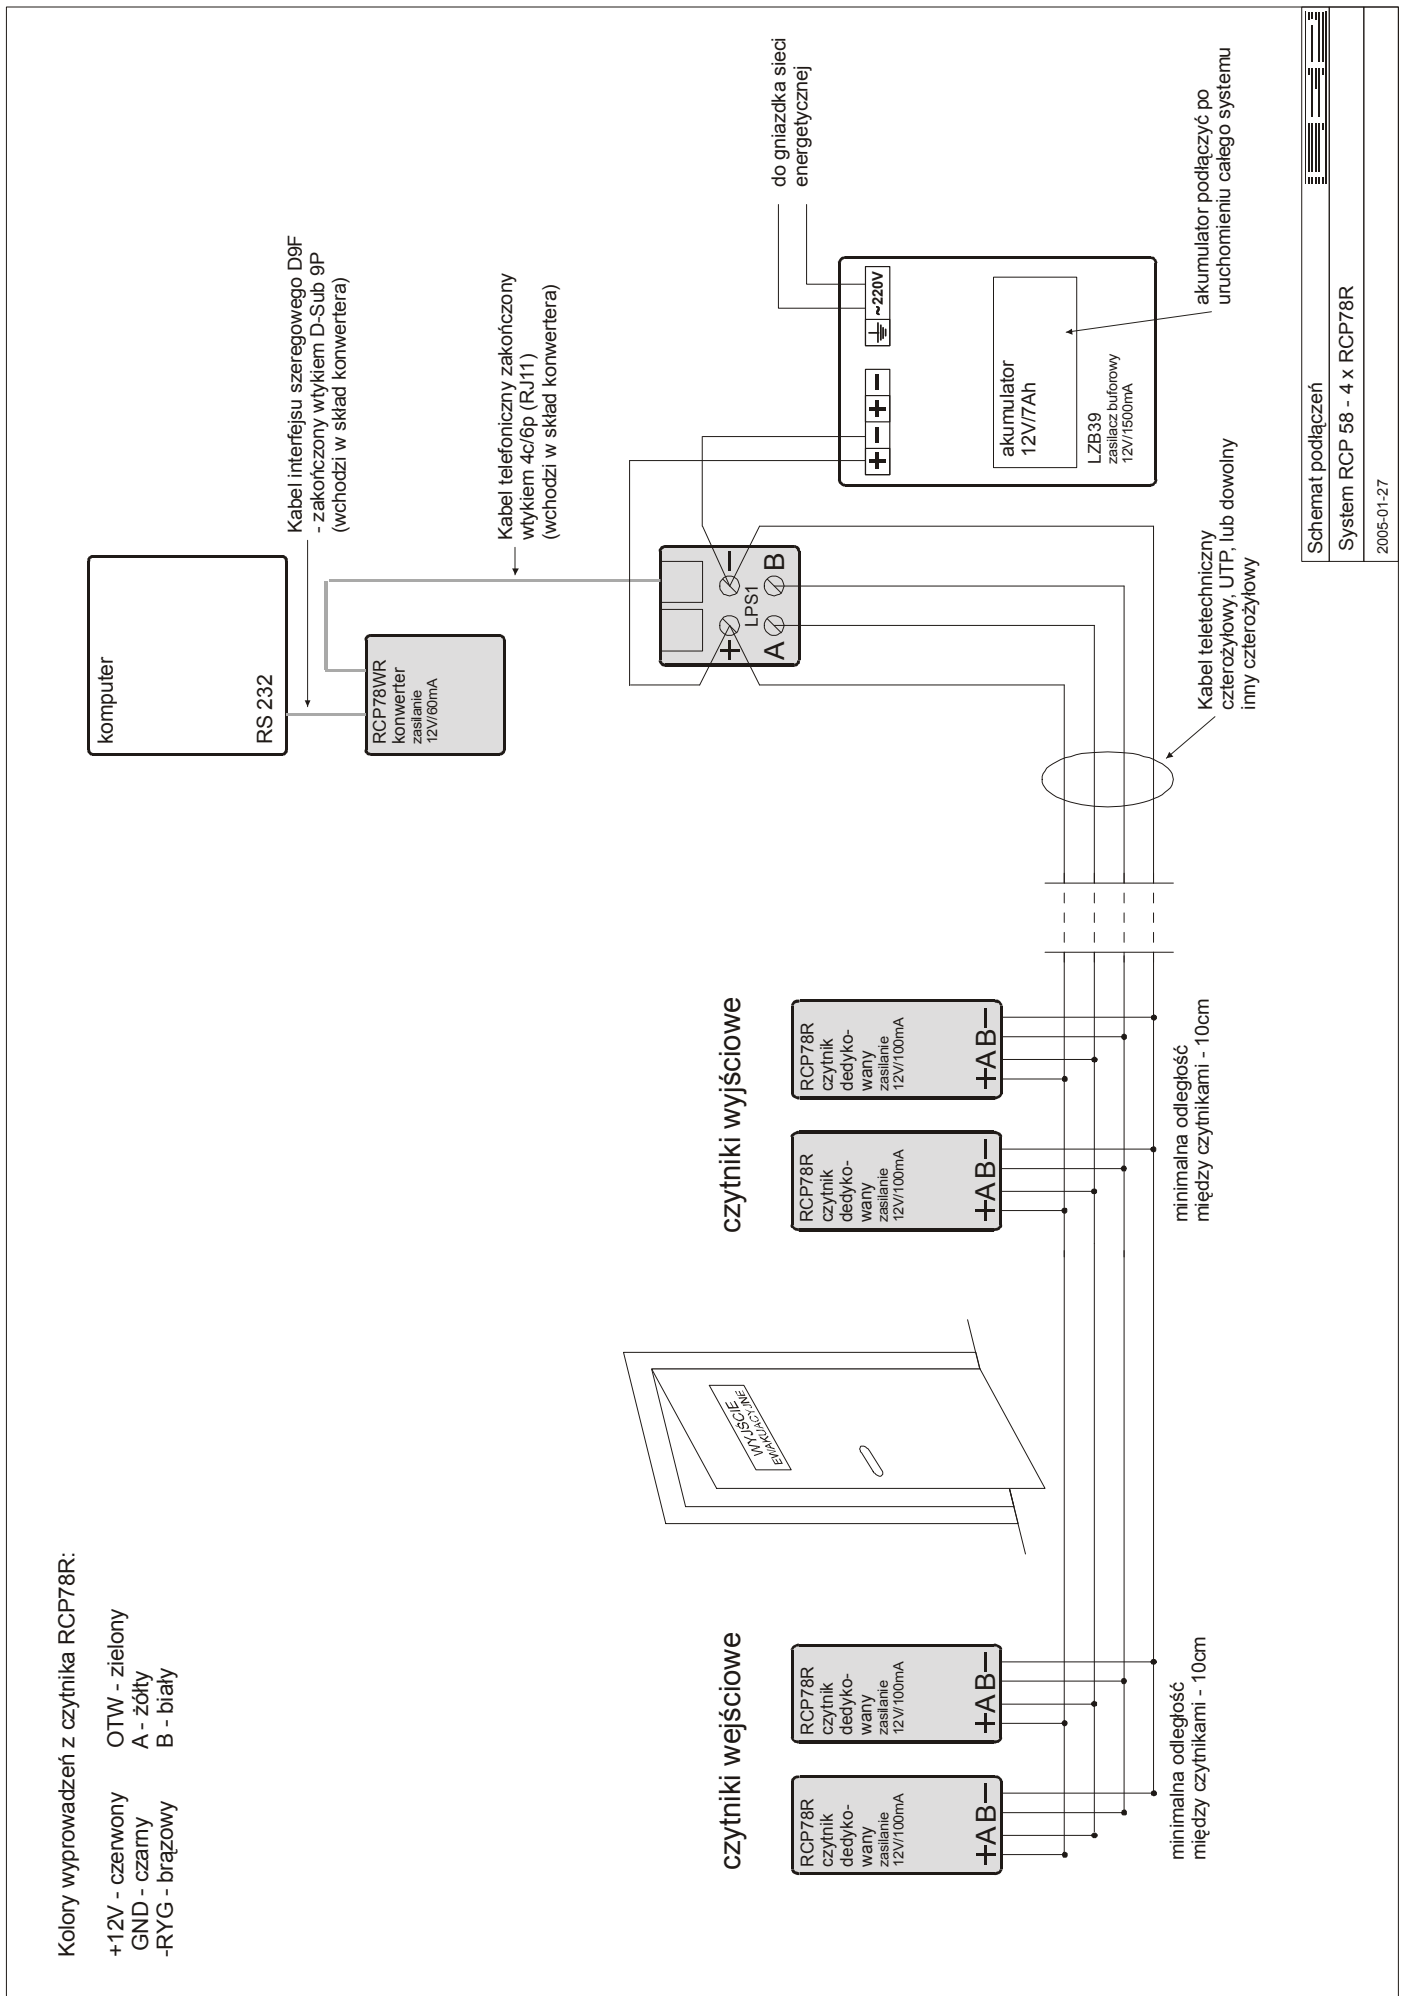 Kolory wyprowadzeń z czytnika RCP78R:
+12V - czerwony
GND - czarny
-RYG - brązowy
OTW - zielony
A - żółty
B - biały
komputer
RS 232
Kabel interfejsu szeregowego D9F
- zakończony wtykiem D-Sub 9P
(wchodzi w skład konwertera)
RCP78WR
konwerter
zasilanie
12V/60mA
Kabel telefoniczny zakończony
wtykiem 4c/6p (RJ11)
(wchodzi w skład konwertera)
do gniazdka sieci
energetycznej
+ −
LPS1
A B
+ − + −
~220V
akumulator
12V/7Ah
LZB39
zasilacz buforowy
12V/1500mA
akumulator podłączyć po
uruchomieniu całego systemu
czytniki wejściowe
RCP78R
czytnik
dedyko-
wany
zasilanie
12V/100mA
+AB−
RCP78R
czytnik
dedyko-
wany
zasilanie
12V/100mA
+AB−
minimalna odległość
między czytnikami - 10cm
WYJŚCIE
EWAKUACYJNE
czytniki wyjściowe
RCP78R
czytnik
dedyko-
wany
zasilanie
12V/100mA
+AB−
RCP78R
czytnik
dedyko-
wany
zasilanie
12V/100mA
+AB−
minimalna odległość
między czytnikami - 10cm
Kabel teletechniczny
czterożyłowy, UTP, lub dowolny
inny czterożyłowy
Schemat podłączeń
System RCP 58 - 4 x RCP78R
2005-01-27